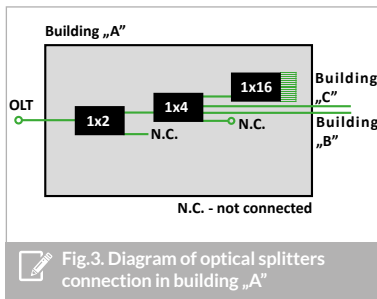 Building „A”
1x16
Building
„C”
OLT
1x4
1x2
N.C.
N.C.
Building
„B”
N.C. - not connected
Fig.3. Diagram of optical splitters
connection in building „A”